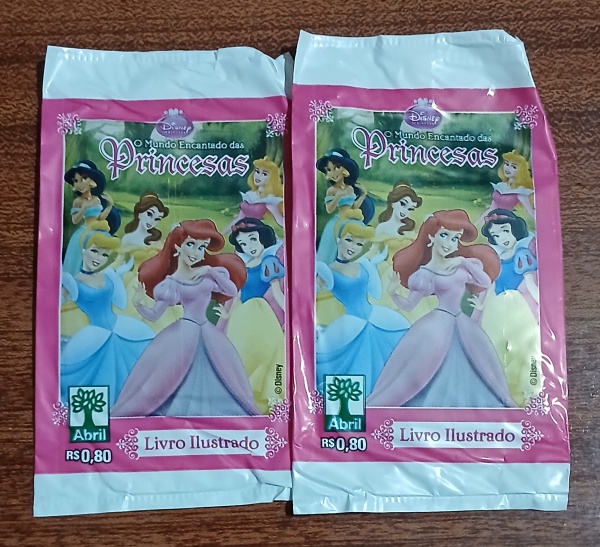 Disney
O Mundo Encantado das
Princesas
© Disney
Abril
R$ 0,80
Livro Ilustrado
Disney
O Mundo Encantado das
Princesas
© Disney
Abril
R$ 0,80
Livro Ilustrado